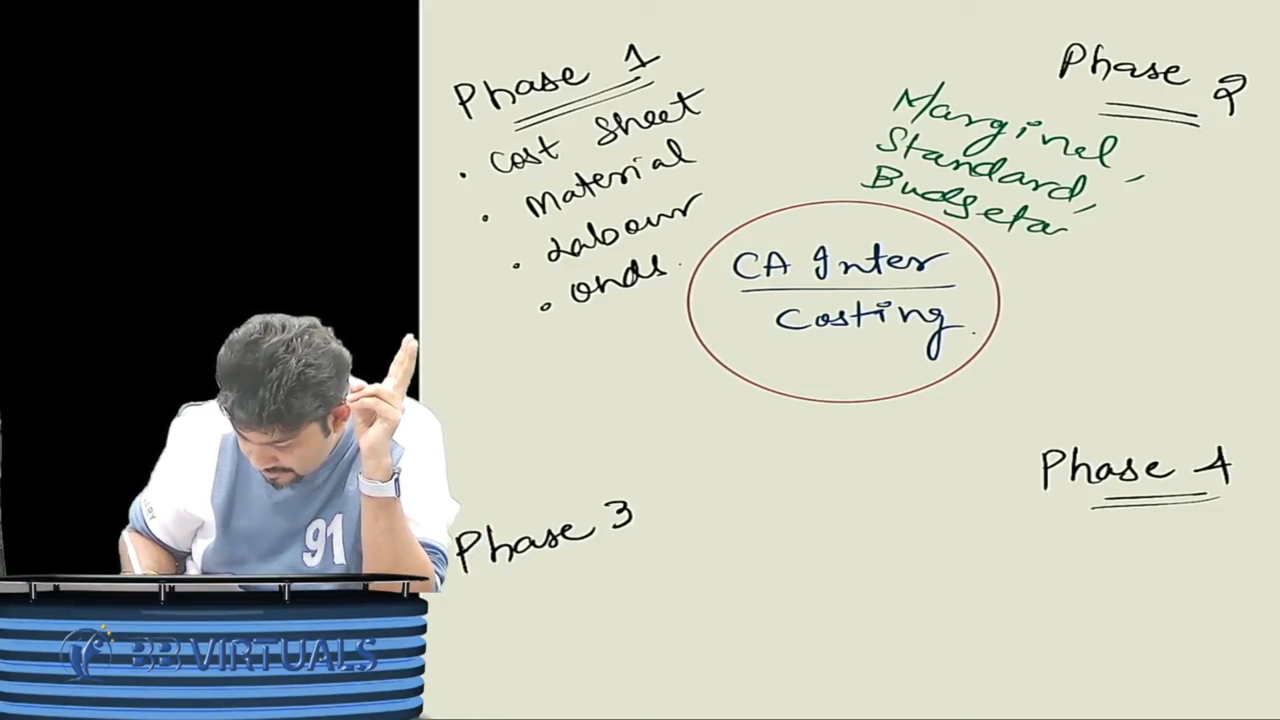 Phase 1
• Cost Sheet
• Material
• Labour
• OHDS.
Phase 2
Marginal,
Standard,
Budgeta
CA Inter
Costing
Phase 3
Phase 4
91
BB VIRTUALS